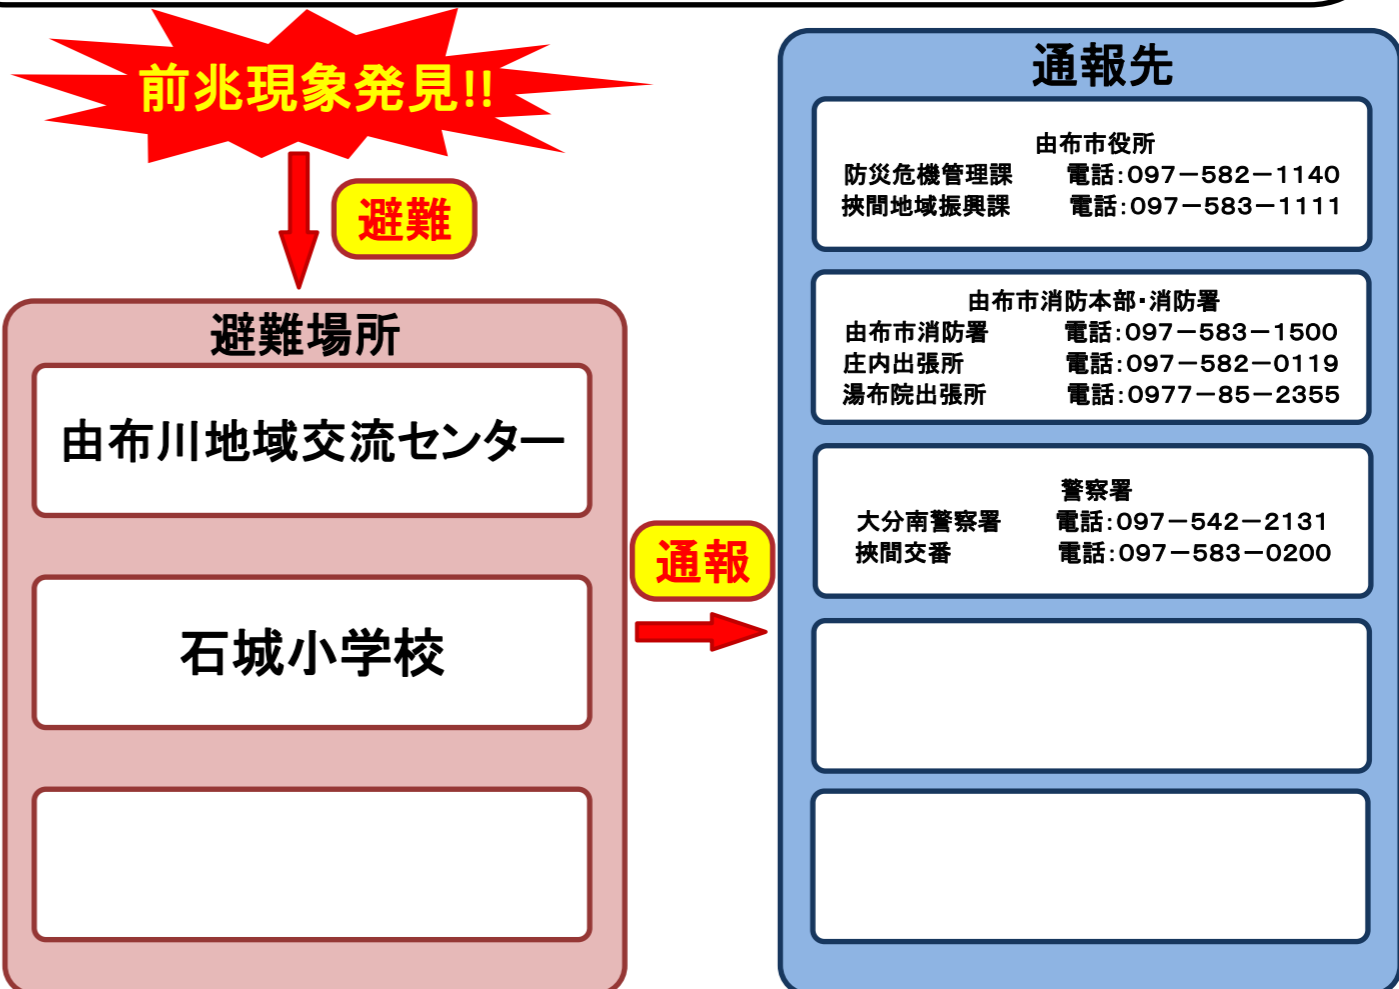 前兆現象発見!!
避難
避難場所
由布川地域交流センター
石城小学校
通報
通報先
由布市役所
防災危機管理課 電話:097-582-1140
挾間地域振興課 電話:097-583-1111
由布市消防本部・消防署
由布市消防署 電話:097-583-1500
庄内出張所 電話:097-582-0119
湯布院出張所 電話:0977-85-2355
警察署
大分南警察署 電話:097-542-2131
挾間交番 電話:097-583-0200